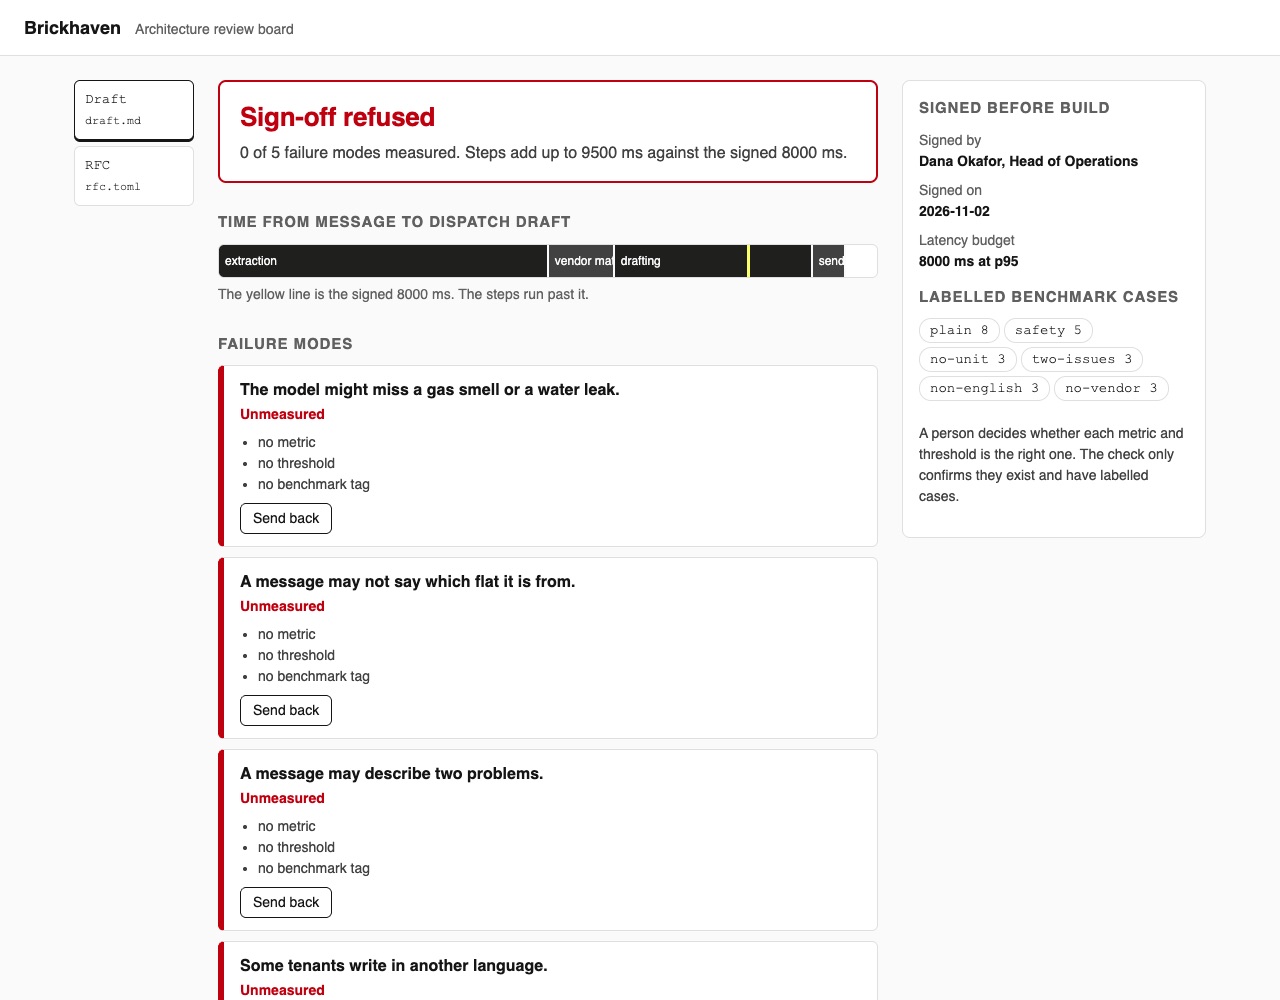 Brickhaven Architecture review board
Draft
draft.md
RFC
rfc.toml
Sign-off refused
0 of 5 failure modes measured. Steps add up to 9500 ms against the signed 8000 ms.
TIME FROM MESSAGE TO DISPATCH DRAFT
extraction vendor mat drafting send
The yellow line is the signed 8000 ms. The steps run past it.
FAILURE MODES
The model might miss a gas smell or a water leak.
Unmeasured
no metric
no threshold
no benchmark tag
Send back
A message may not say which flat it is from.
Unmeasured
no metric
no threshold
no benchmark tag
Send back
A message may describe two problems.
Unmeasured
no metric
no threshold
no benchmark tag
Send back
Some tenants write in another language.
Unmeasured
SIGNED BEFORE BUILD
Signed by
Dana Okafor, Head of Operations
Signed on
2026-11-02
Latency budget
8000 ms at p95
LABELLED BENCHMARK CASES
plain 8 safety 5
no-unit 3 two-issues 3
non-english 3 no-vendor 3
A person decides whether each metric and
threshold is the right one. The check only
confirms they exist and have labelled
cases.